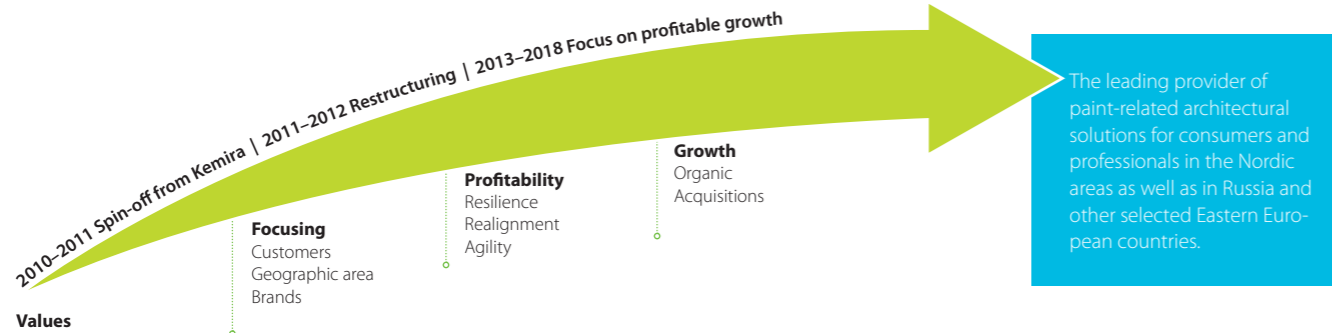 2010–2011 Spin-off from Kemira | 2011–2012 Restructuring | 2013–2018 Focus on profitable growth
Values
Focusing
Customers
Geographic area
Brands
Profitability
Resilience
Realignment
Agility
Growth
Organic
Acquisitions
The leading provider of
paint-related architectural
solutions for consumers and
professionals in the Nordic
areas as well as in Russia and
other selected Eastern Euro-
pean countries.